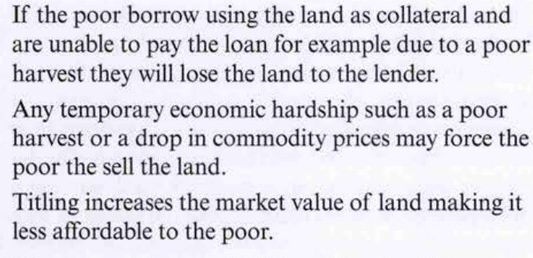 If the poor borrow using the land as collateral and
are unable to pay the loan for example due to a poor
harvest they will lose the land to the lender.
Any temporary economic hardship such as a poor
harvest or a drop in commodity prices may force the
poor the sell the land.
Titling increases the market value of land making it
less affordable to the poor.